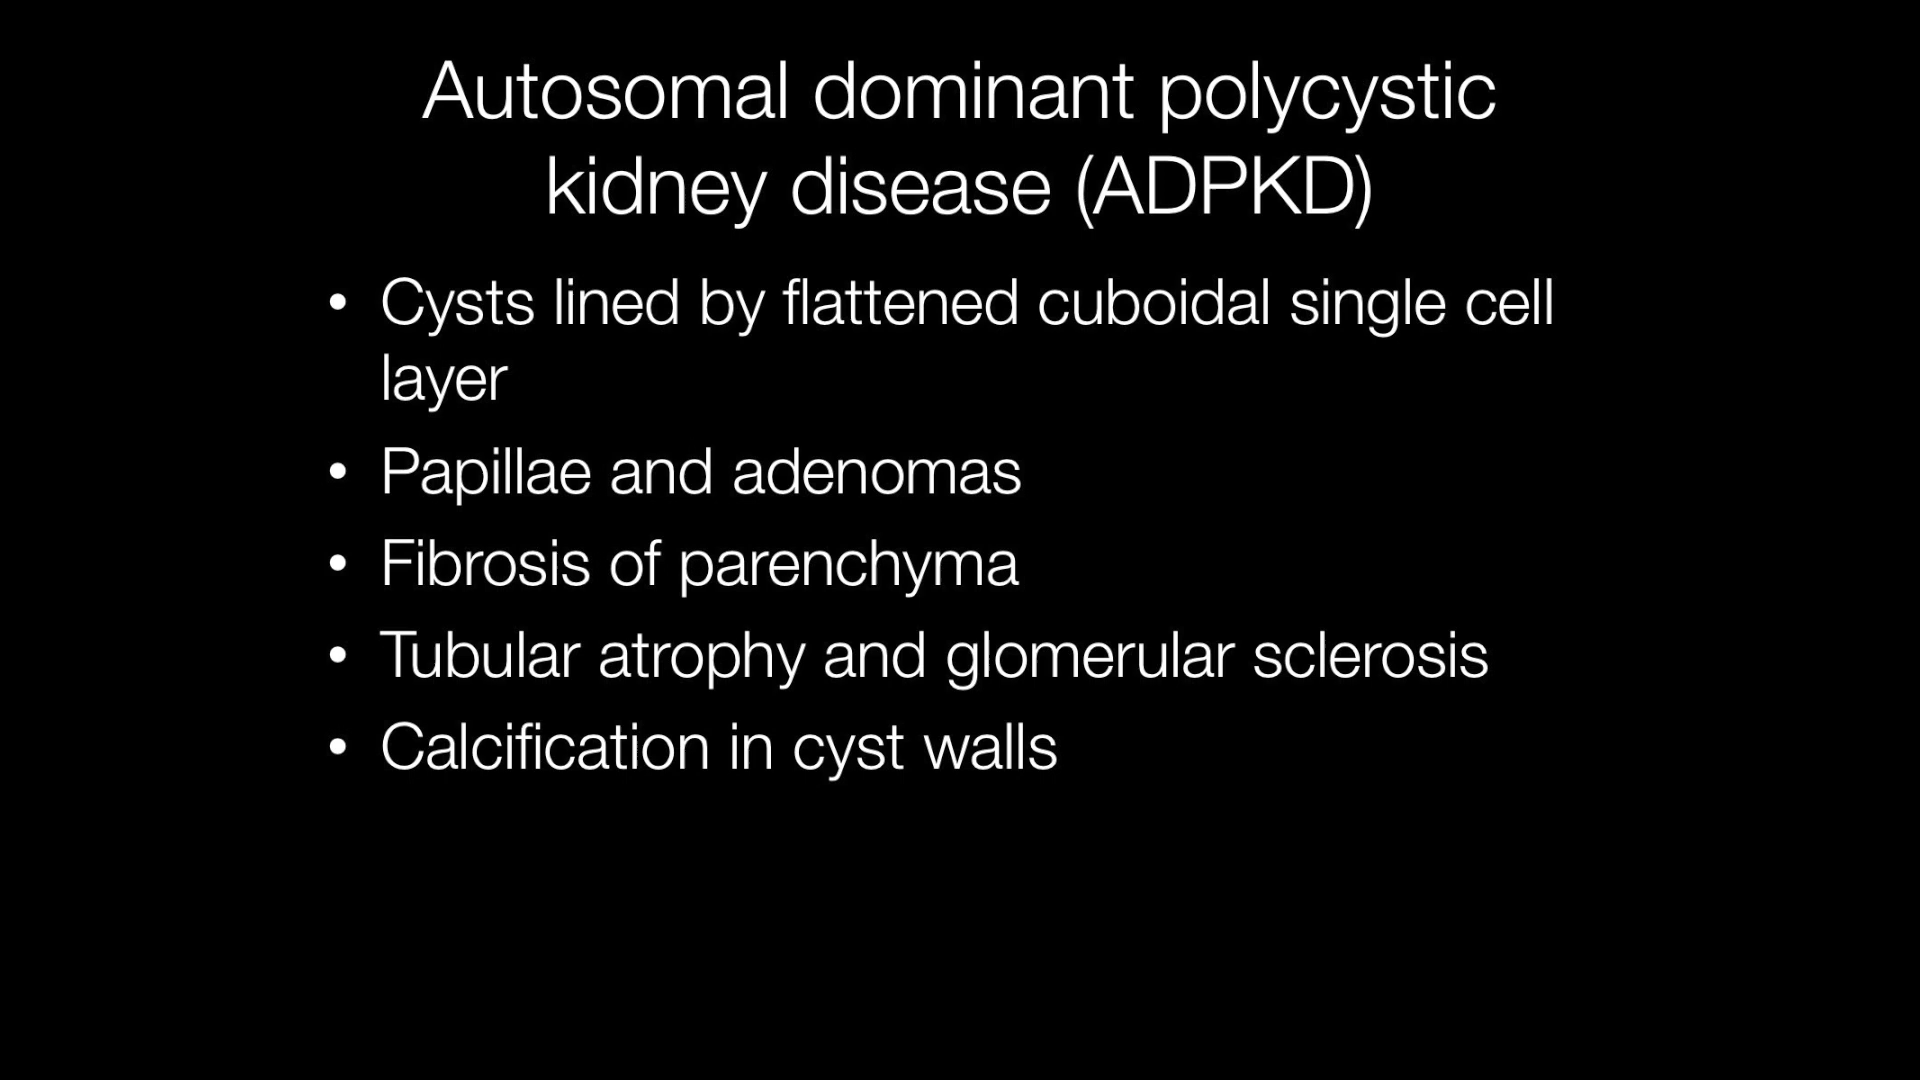 Autosomal dominant polycystic
kidney disease (ADPKD)
• Cysts lined by flattened cuboidal single cell
layer
• Papillae and adenomas
• Fibrosis of parenchyma
• Tubular atrophy and glomerular sclerosis
• Calcification in cyst walls